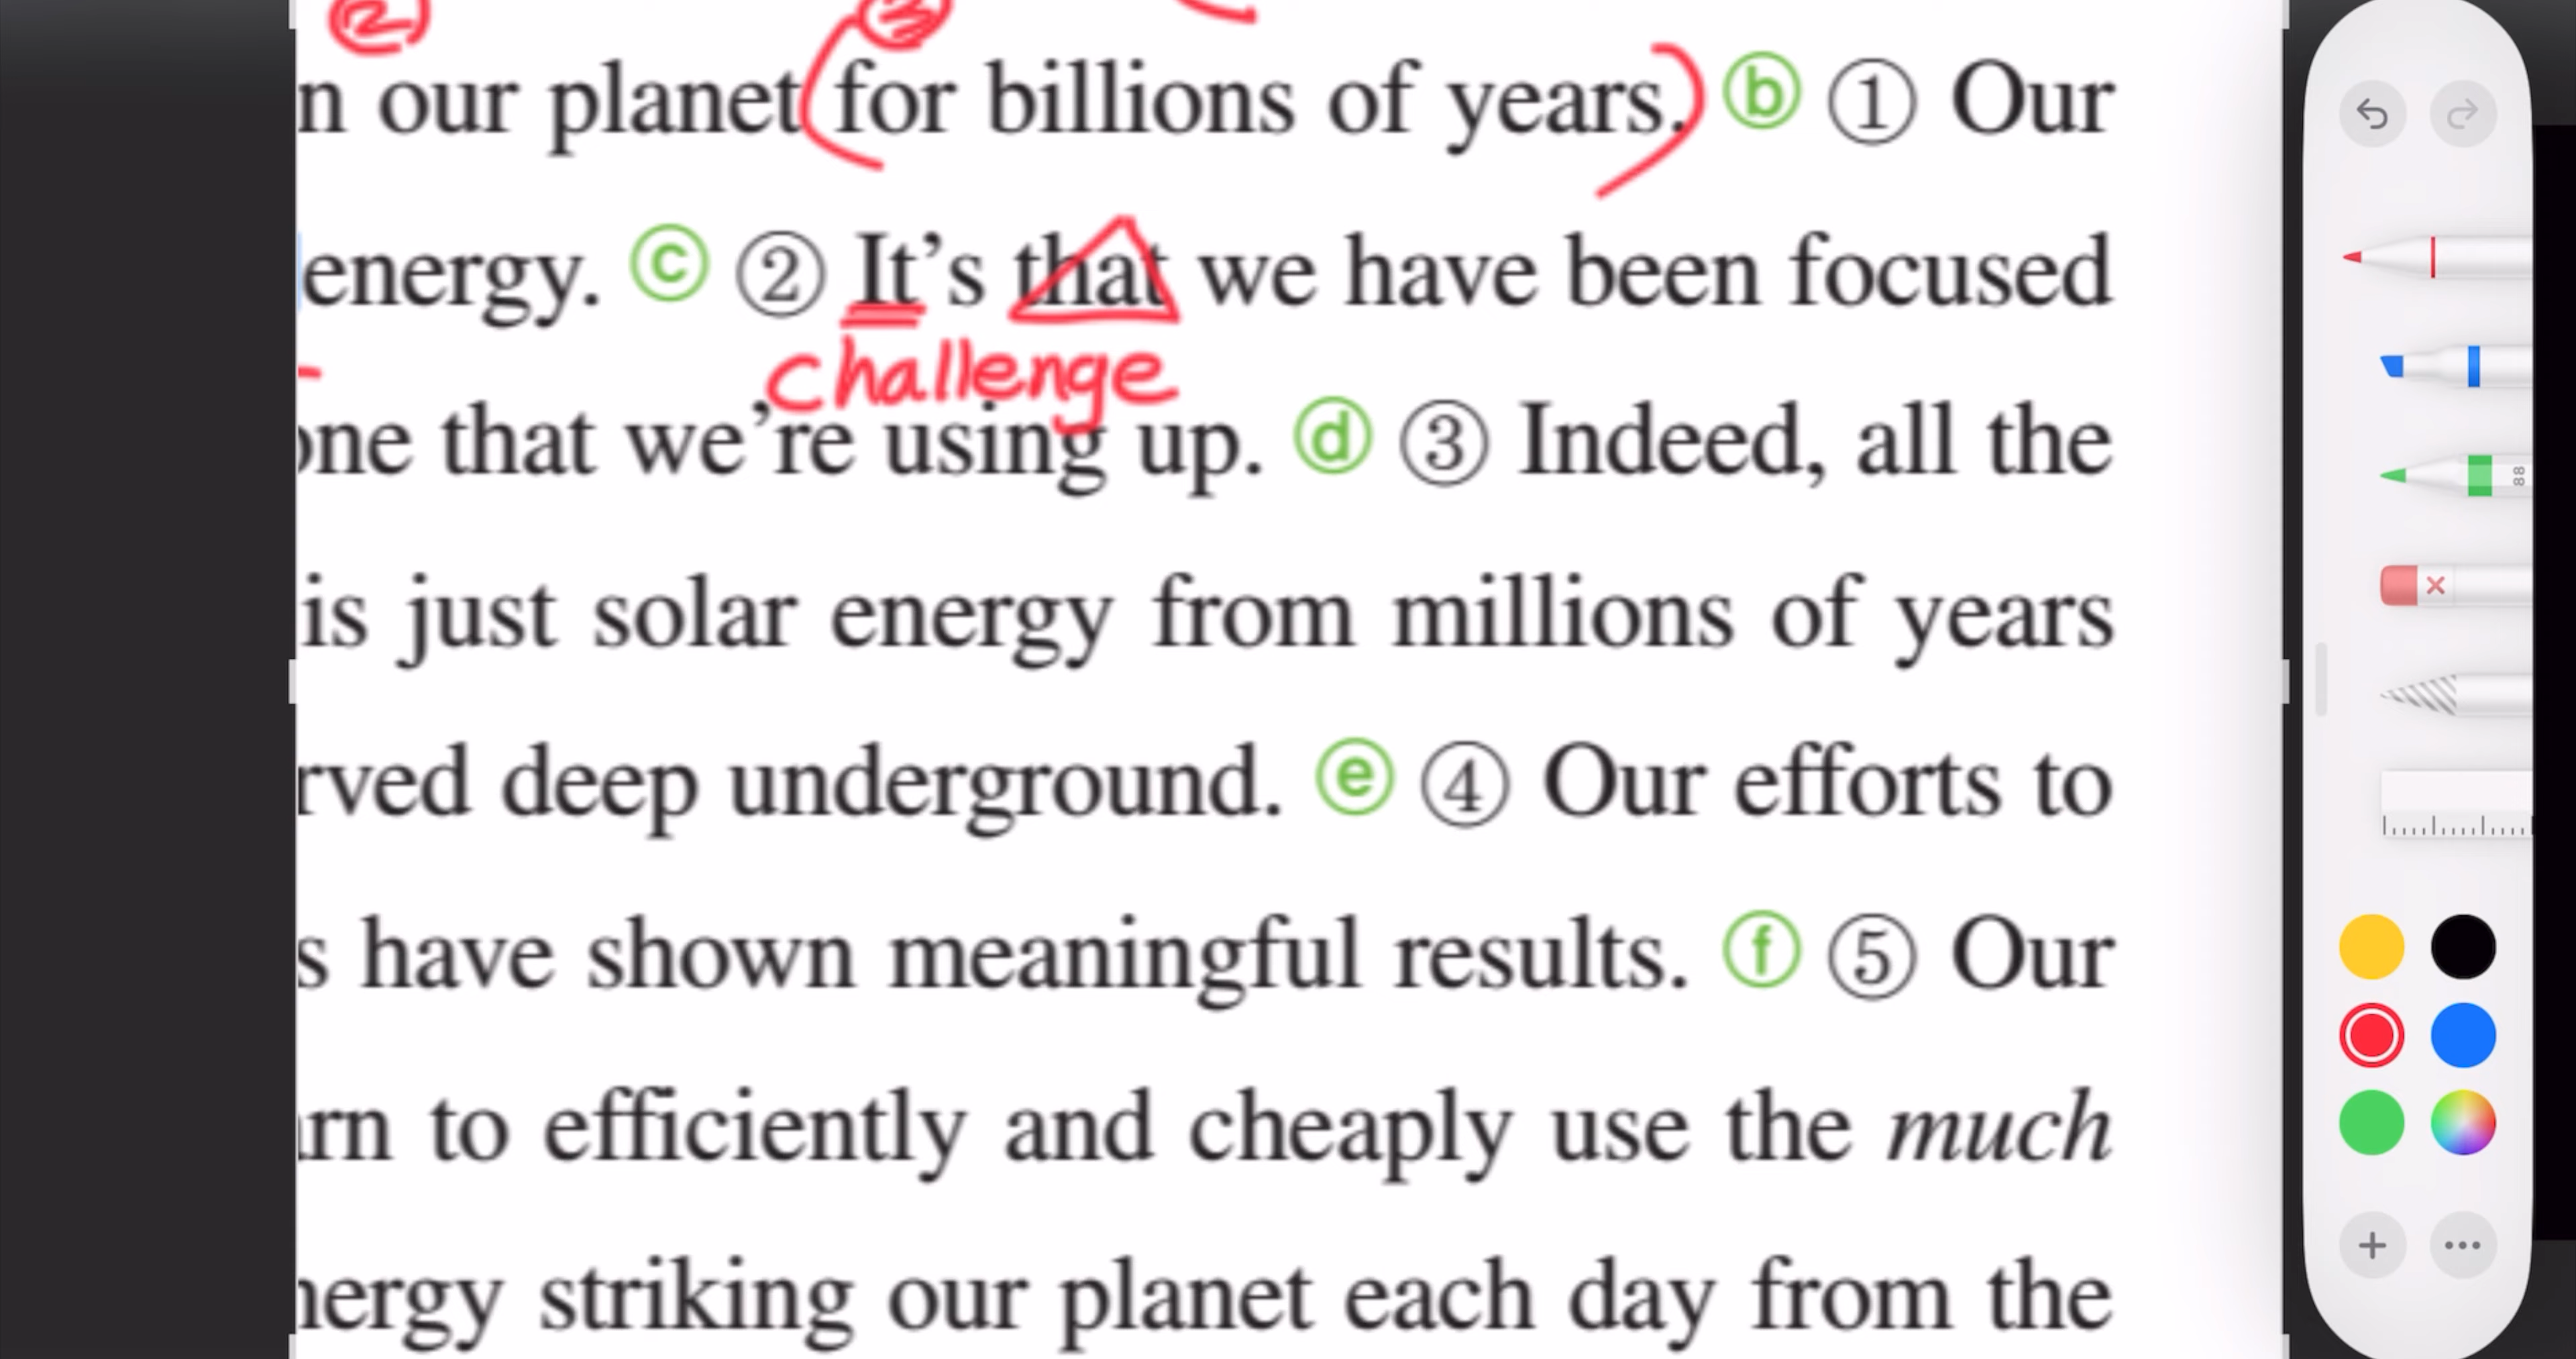 ② ③
n our planet for billions of years. ⓑ ① Our
energy. ⓒ ② It's that we have been focused
challenge
one that we're using up. ⓓ ③ Indeed, all the
is just solar energy from millions of years
rved deep underground. ⓔ ④ Our efforts to
s have shown meaningful results. ⓕ ⑤ Our
rn to efficiently and cheaply use the much
nergy striking our planet each day from the
88